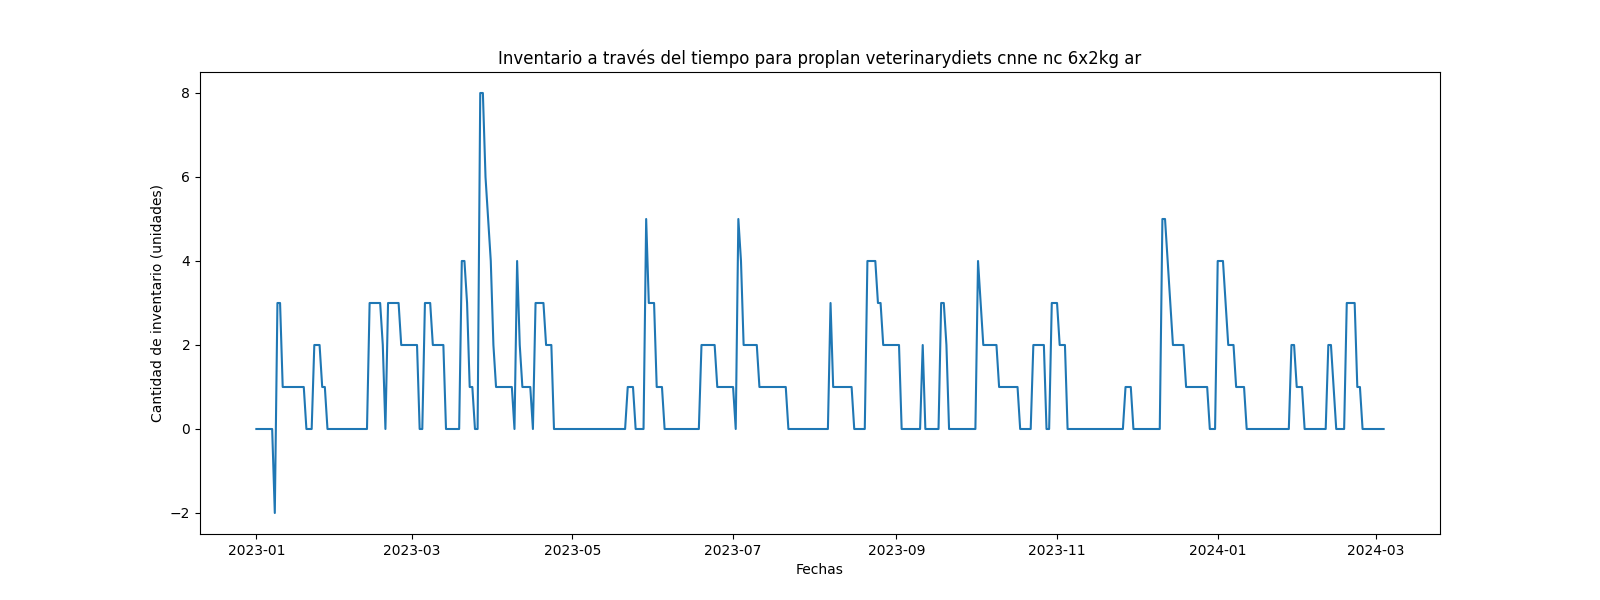 Inventario a través del tiempo para proplan veterinarydiets cnne nc 6x2kg ar
Cantidad de inventario (unidades)
8
6
4
2
0
−2
2023-01 2023-03 2023-05 2023-07 2023-09 2023-11 2024-01 2024-03
Fechas